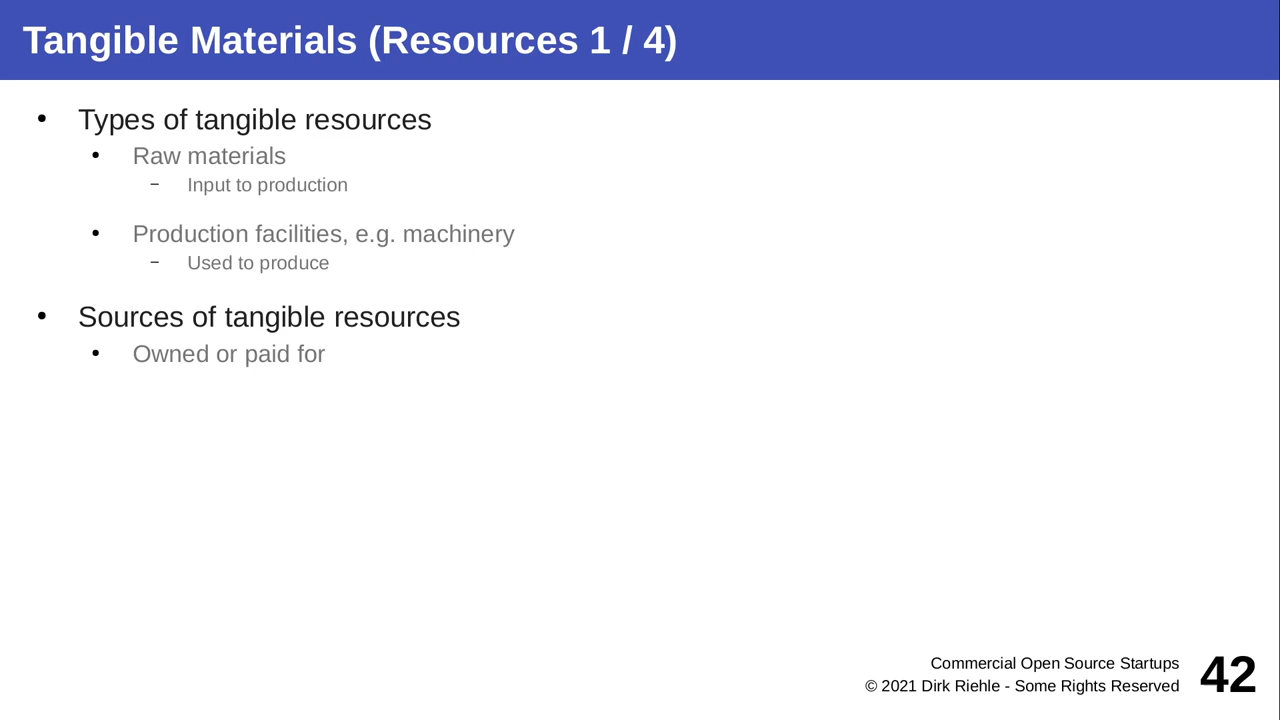 Tangible Materials (Resources 1 / 4)
• Types of tangible resources
• Raw materials
– Input to production
• Production facilities, e.g. machinery
– Used to produce
• Sources of tangible resources
• Owned or paid for
Commercial Open Source Startups
© 2021 Dirk Riehle - Some Rights Reserved
42